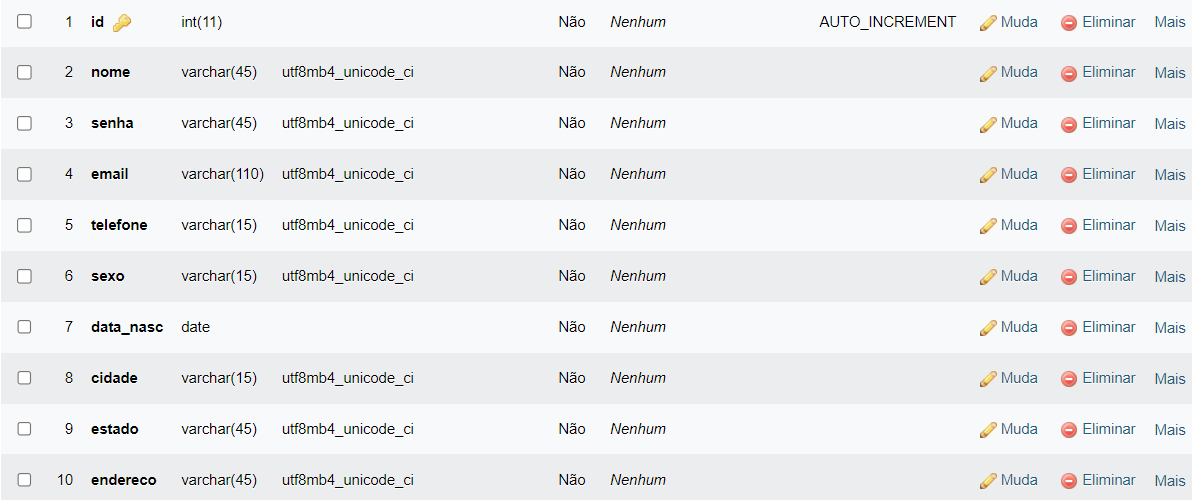 1 id int(11) Não Nenhum AUTO_INCREMENT Muda Eliminar Mais
2 nome varchar(45) utf8mb4_unicode_ci Não Nenhum Muda Eliminar Mais
3 senha varchar(45) utf8mb4_unicode_ci Não Nenhum Muda Eliminar Mais
4 email varchar(110) utf8mb4_unicode_ci Não Nenhum Muda Eliminar Mais
5 telefone varchar(15) utf8mb4_unicode_ci Não Nenhum Muda Eliminar Mais
6 sexo varchar(15) utf8mb4_unicode_ci Não Nenhum Muda Eliminar Mais
7 data_nasc date Não Nenhum Muda Eliminar Mais
8 cidade varchar(15) utf8mb4_unicode_ci Não Nenhum Muda Eliminar Mais
9 estado varchar(45) utf8mb4_unicode_ci Não Nenhum Muda Eliminar Mais
10 endereco varchar(45) utf8mb4_unicode_ci Não Nenhum Muda Eliminar Mais